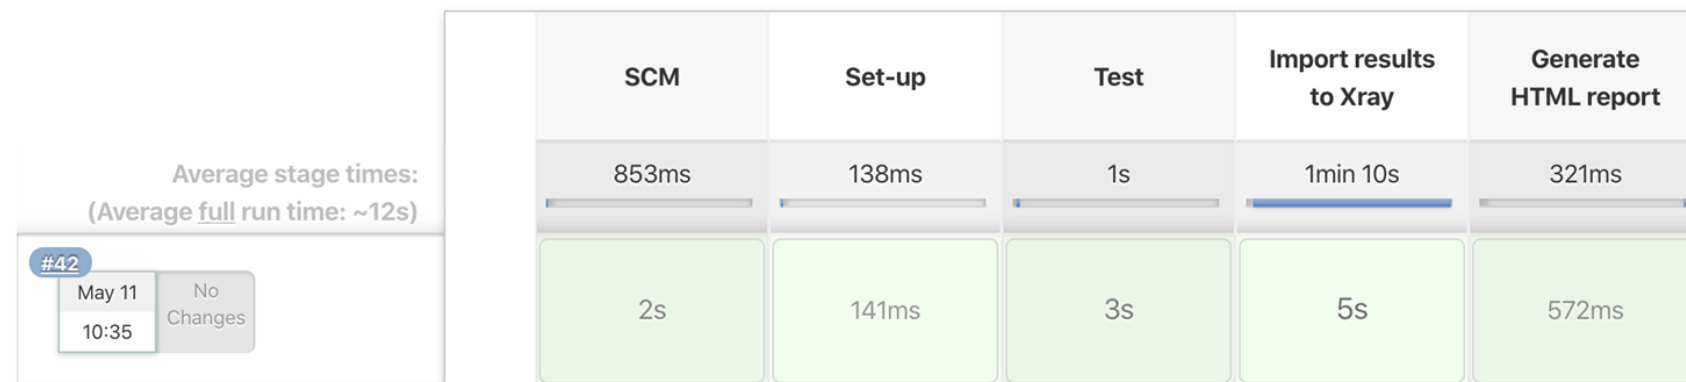 SCM
Set-up
Test
Import results
to Xray
Generate
HTML report
Average stage times:
(Average full run time: ~12s)
853ms
138ms
1s
1min 10s
321ms
#42
May 11
10:35
No
Changes
2s
141ms
3s
5s
572ms